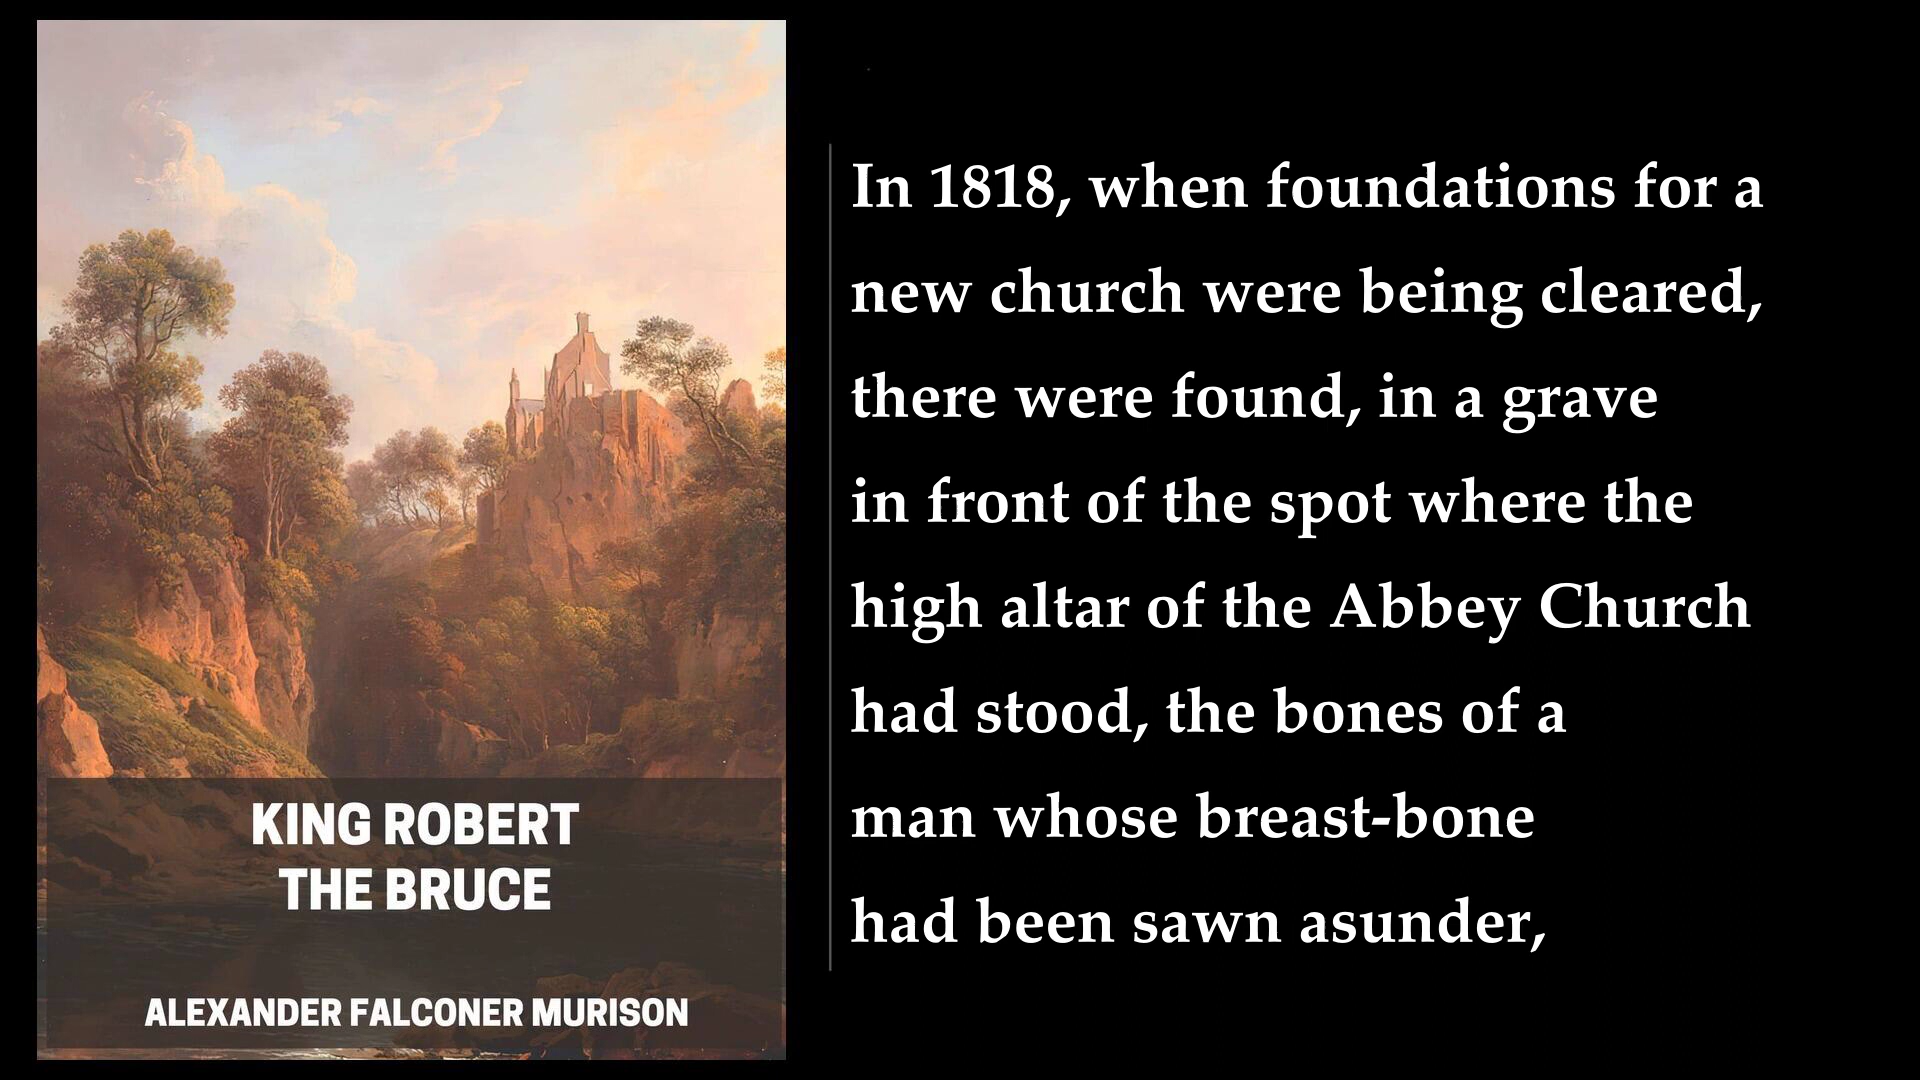 KING ROBERT
THE BRUCE
ALEXANDER FALCONER MURISON
In 1818, when foundations for a
new church were being cleared,
there were found, in a grave
in front of the spot where the
high altar of the Abbey Church
had stood, the bones of a
man whose breast-bone
had been sawn asunder,